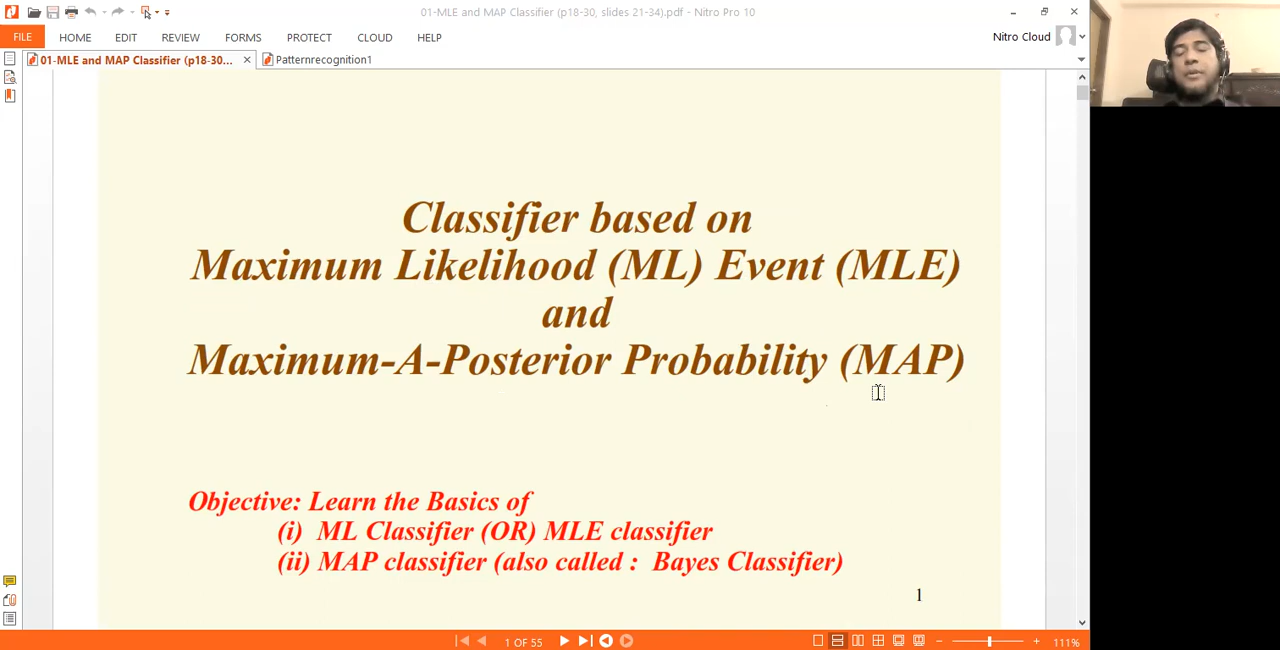 01-MLE and MAP Classifier (p18-30, slides 21-34).pdf - Nitro Pro 10
FILE HOME EDIT REVIEW FORMS PROTECT CLOUD HELP
Nitro Cloud
01-MLE and MAP Classifier (p18-30... Patternrecognition1
Classifier based on
Maximum Likelihood (ML) Event (MLE)
and
Maximum-A-Posterior Probability (MAP)
Objective: Learn the Basics of
(i) ML Classifier (OR) MLE classifier
(ii) MAP classifier (also called : Bayes Classifier)
1
1 OF 55
111%